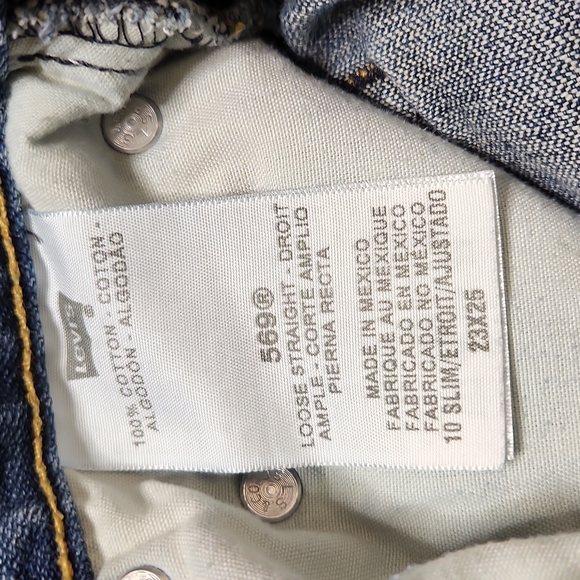 Levi's®
100% COTTON - COTON -
ALGODÓN - ALGODÃO
569®
LOOSE STRAIGHT - DROIT
AMPLE - CORTE AMPLIO
PIERNA RECTA
MADE IN MEXICO
FABRIQUE AU MEXIQUE
FABRICADO EN MEXICO
FABRICADO NO MÉXICO
10 SLIM/ETROIT/AJUSTADO
23X25